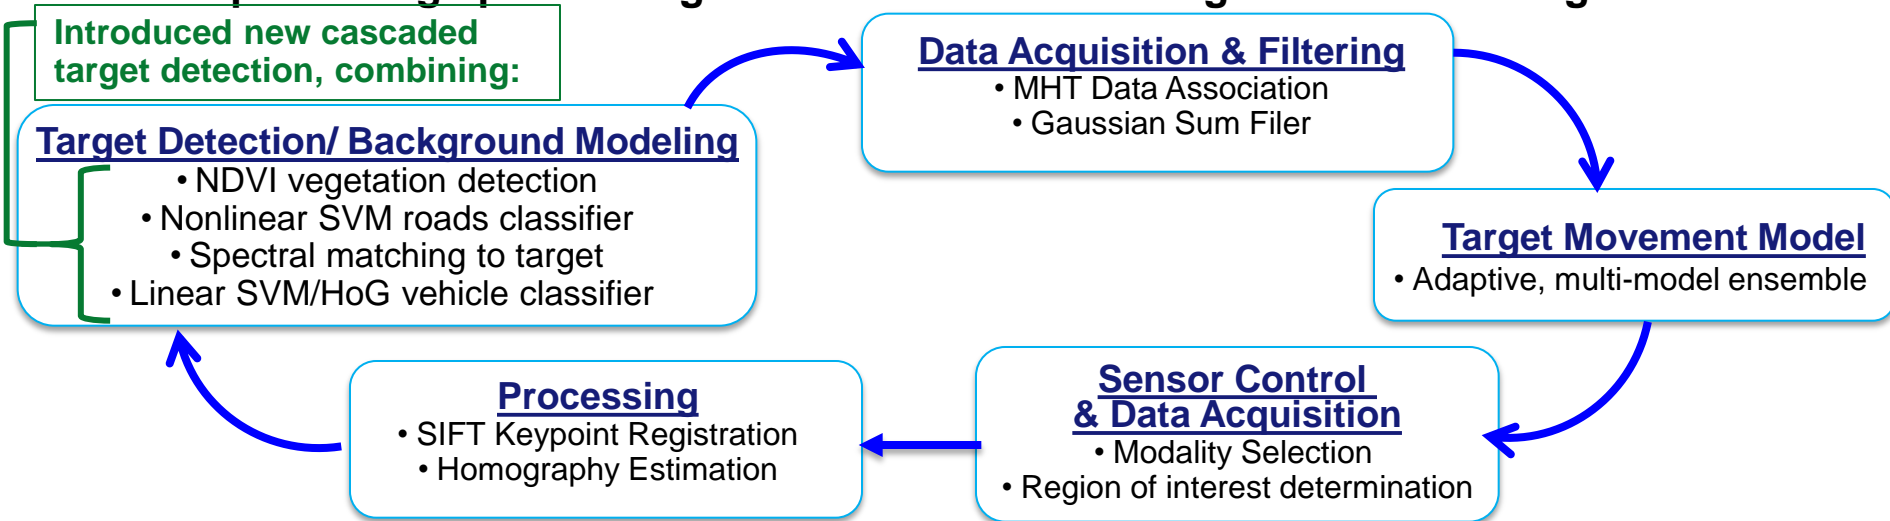 Introduced new cascaded
target detection, combining:
Target Detection/ Background Modeling
• NDVI vegetation detection
• Nonlinear SVM roads classifier
• Spectral matching to target
• Linear SVM/HoG vehicle classifier
Data Acquisition & Filtering
• MHT Data Association
• Gaussian Sum Filer
Target Movement Model
• Adaptive, multi-model ensemble
Sensor Control
& Data Acquisition
• Modality Selection
• Region of interest determination
Processing
• SIFT Keypoint Registration
• Homography Estimation